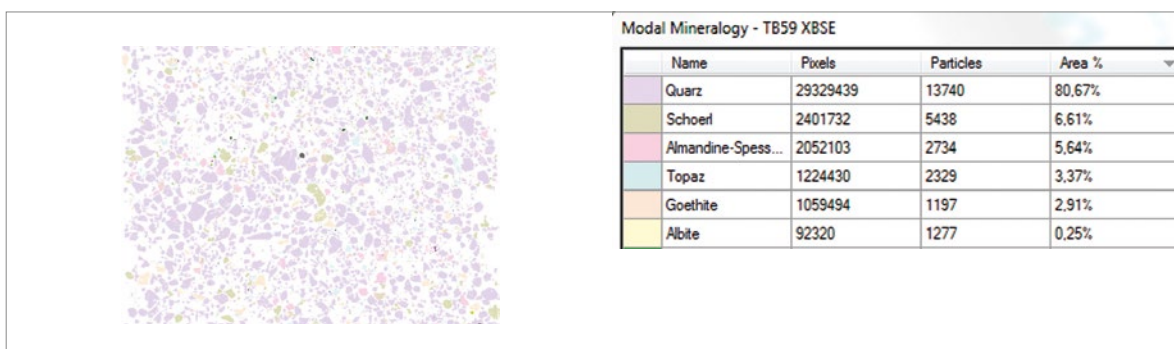 Modal Mineralogy - TB59 XBSE
Name Pixels Particles Area %
Quarz 29329439 13740 80,67%
Schoerl 2401732 5438 6,61%
Almandine-Spess... 2052103 2734 5,64%
Topaz 1224430 2329 3,37%
Goethite 1059494 1197 2,91%
Albite 92320 1277 0,25%